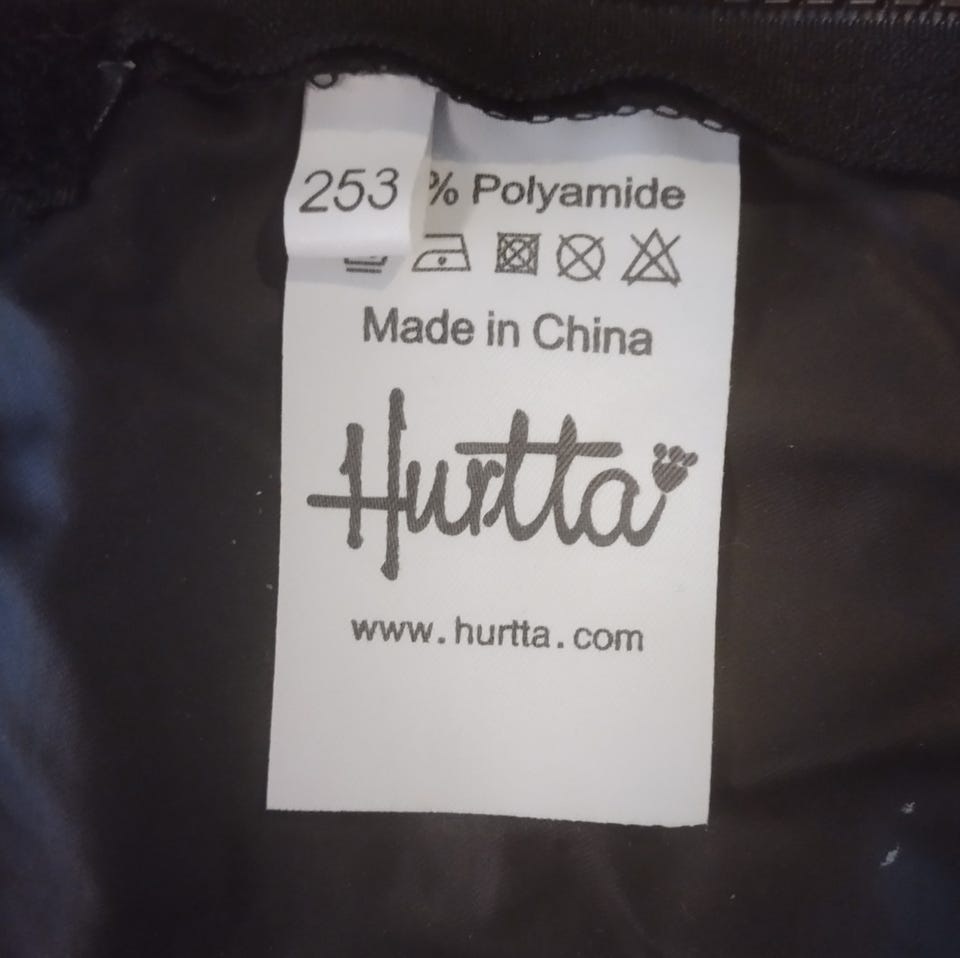 253 % Polyamide
Made in China
Hurtta
www.hurtta.com